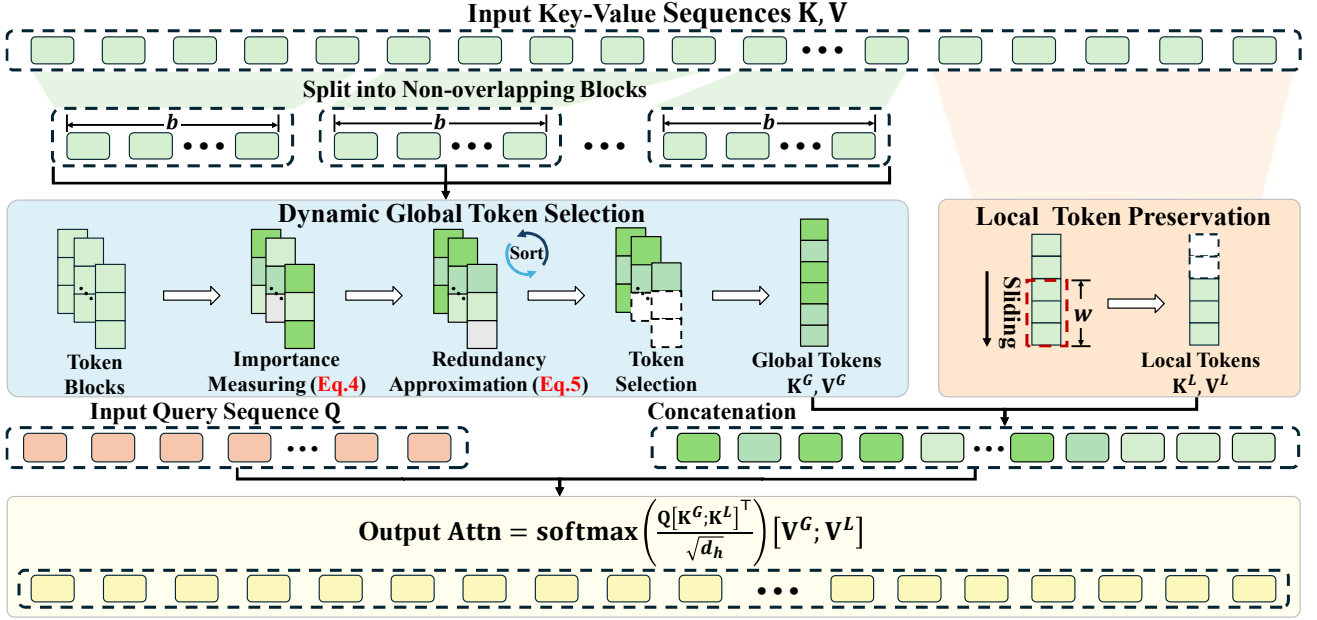 Input Key-Value Sequences K, V
Split into Non-overlapping Blocks
b
b
b
Dynamic Global Token Selection
Sort
Token Blocks
Importance Measuring (Eq.4)
Redundancy Approximation (Eq.5)
Token Selection
Global Tokens
K^G, V^G
Local Token Preservation
Sliding
w
Local Tokens
K^L, V^L
Input Query Sequence Q
Concatenation
Output Attn = softmax(Q[K^G;K^L]^⊤ / √d_h)[V^G; V^L]